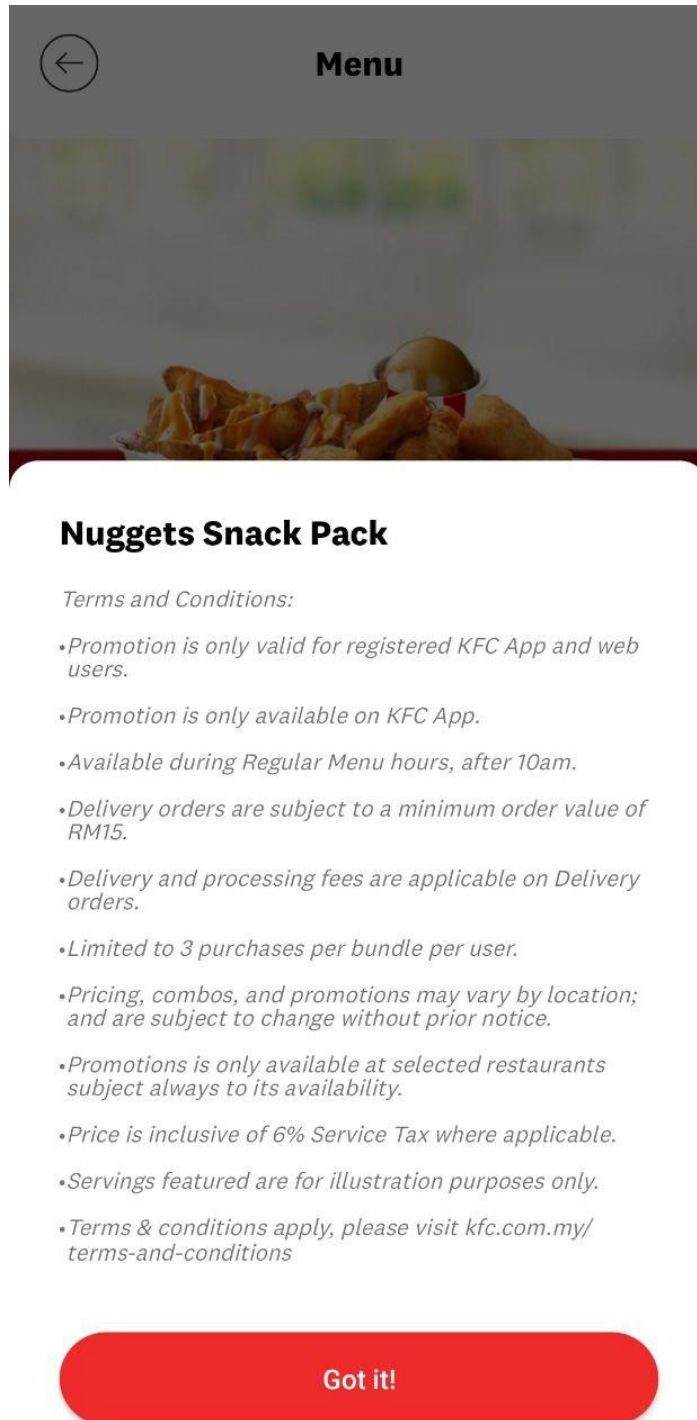 Menu
Nuggets Snack Pack
Terms and Conditions:
•Promotion is only valid for registered KFC App and web
users.
•Promotion is only available on KFC App.
•Available during Regular Menu hours, after 10am.
•Delivery orders are subject to a minimum order value of
RM15.
•Delivery and processing fees are applicable on Delivery
orders.
•Limited to 3 purchases per bundle per user.
•Pricing, combos, and promotions may vary by location;
and are subject to change without prior notice.
•Promotions is only available at selected restaurants
subject always to its availability.
•Price is inclusive of 6% Service Tax where applicable.
•Servings featured are for illustration purposes only.
•Terms & conditions apply, please visit kfc.com.my/
terms-and-conditions
Got it!